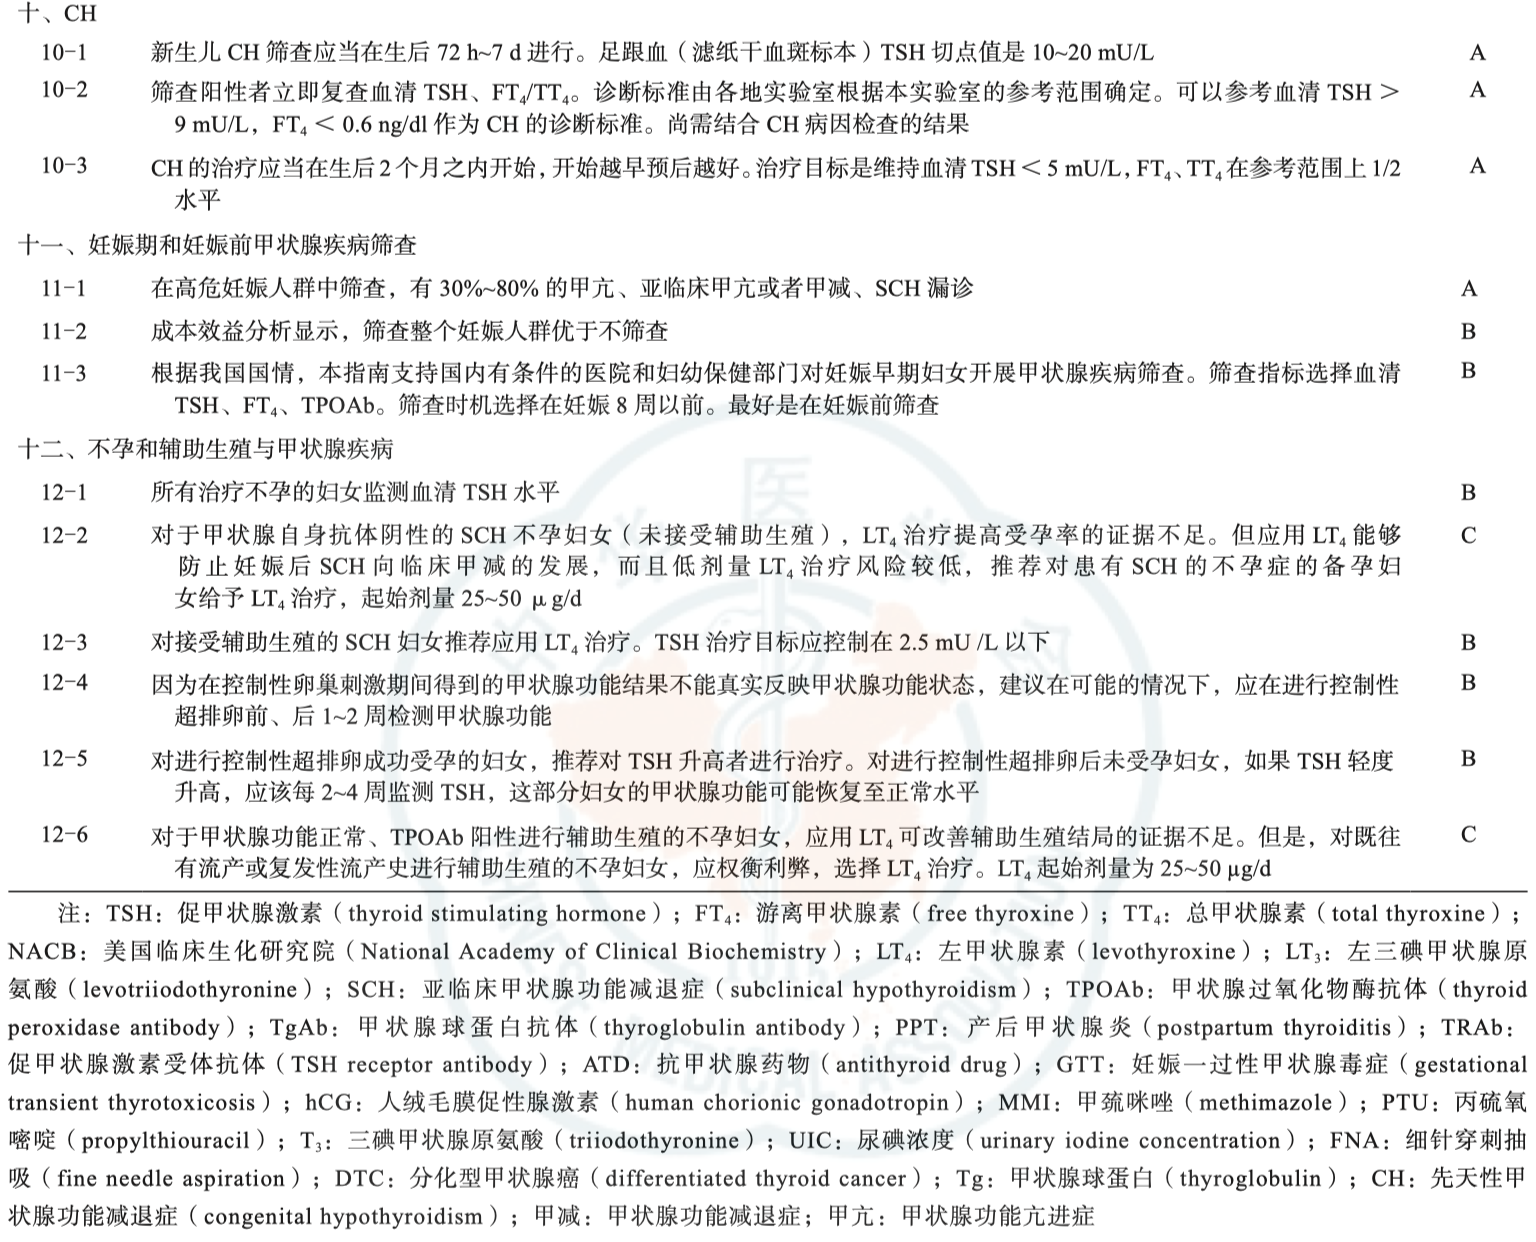 十、CH
10-1 新生儿 CH 筛查应当在生后 72 h~7 d 进行。足跟血（滤纸干血斑标本）TSH 切点值是 10~20 mU/L A
10-2 筛查阳性者立即复查血清 TSH、FT₄/TT₄。诊断标准由各地实验室根据本实验室的参考范围确定。可以参考血清 TSH > A
9 mU/L，FT₄ < 0.6 ng/dl 作为 CH 的诊断标准。尚需结合 CH 病因检查的结果
10-3 CH 的治疗应当在生后 2 个月之内开始，开始越早预后越好。治疗目标是维持血清 TSH < 5 mU/L，FT₄、TT₄ 在参考范围上 1/2 A
水平
十一、妊娠期和妊娠前甲状腺疾病筛查
11-1 在高危妊娠人群中筛查，有 30%~80% 的甲亢、亚临床甲亢或者甲减、SCH 漏诊 A
11-2 成本效益分析显示，筛查整个妊娠人群优于不筛查 B
11-3 根据我国国情，本指南支持国内有条件的医院和妇幼保健部门对妊娠早期妇女开展甲状腺疾病筛查。筛查指标选择血清 B
TSH、FT₄、TPOAb。筛查时机选择在妊娠 8 周以前。最好是在妊娠前筛查
十二、不孕和辅助生殖与甲状腺疾病
12-1 所有治疗不孕的妇女监测血清 TSH 水平 B
12-2 对于甲状腺自身抗体阴性的 SCH 不孕妇女（未接受辅助生殖），LT₄ 治疗提高受孕率的证据不足。但应用 LT₄ 能够 C
防止妊娠后 SCH 向临床甲减的发展，而且低剂量 LT₄ 治疗风险较低，推荐对患有 SCH 的不孕症的备孕妇
女给予 LT₄ 治疗，起始剂量 25~50 μg/d
12-3 对接受辅助生殖的 SCH 妇女推荐应用 LT₄ 治疗。TSH 治疗目标应控制在 2.5 mU /L 以下 B
12-4 因为在控制性卵巢刺激期间得到的甲状腺功能结果不能真实反映甲状腺功能状态，建议在可能的情况下，应在进行控制性 B
超排卵前、后 1~2 周检测甲状腺功能
12-5 对进行控制性超排卵成功受孕的妇女，推荐对 TSH 升高者进行治疗。对进行控制性超排卵后未受孕妇女，如果 TSH 轻度 B
升高，应该每 2~4 周监测 TSH，这部分妇女的甲状腺功能可能恢复至正常水平
12-6 对于甲状腺功能正常、TPOAb 阳性进行辅助生殖的不孕妇女，应用 LT₄ 可改善辅助生殖结局的证据不足。但是，对既往 C
有流产或复发性流产史进行辅助生殖的不孕妇女，应权衡利弊，选择 LT₄ 治疗。LT₄ 起始剂量为 25~50 μg/d
注：TSH：促甲状腺激素（thyroid stimulating hormone）；FT₄：游离甲状腺素（free thyroxine）；TT₄：总甲状腺素（total thyroxine）；
NACB：美国临床生化研究院（National Academy of Clinical Biochemistry）；LT₄：左甲状腺素（levothyroxine）；LT₃：左三碘甲状腺原
氨酸（levotriiodothyronine）；SCH：亚临床甲状腺功能减退症（subclinical hypothyroidism）；TPOAb：甲状腺过氧化物酶抗体（thyroid
peroxidase antibody）；TgAb：甲状腺球蛋白抗体（thyroglobulin antibody）；PPT：产后甲状腺炎（postpartum thyroiditis）；TRAb：
促甲状腺激素受体抗体（TSH receptor antibody）；ATD：抗甲状腺药物（antithyroid drug）；GTT：妊娠一过性甲状腺毒症（gestational
transient thyrotoxicosis）；hCG：人绒毛膜促性腺激素（human chorionic gonadotropin）；MMI：甲巯咪唑（methimazole）；PTU：丙硫氧
嘧啶（propylthiouracil）；T₃：三碘甲状腺原氨酸（triiodothyronine）；UIC：尿碘浓度（urinary iodine concentration）；FNA：细针穿刺抽
吸（fine needle aspiration）；DTC：分化型甲状腺癌（differentiated thyroid cancer）；Tg：甲状腺球蛋白（thyroglobulin）；CH：先天性甲
状腺功能减退症（congenital hypothyroidism）；甲减：甲状腺功能减退症；甲亢：甲状腺功能亢进症